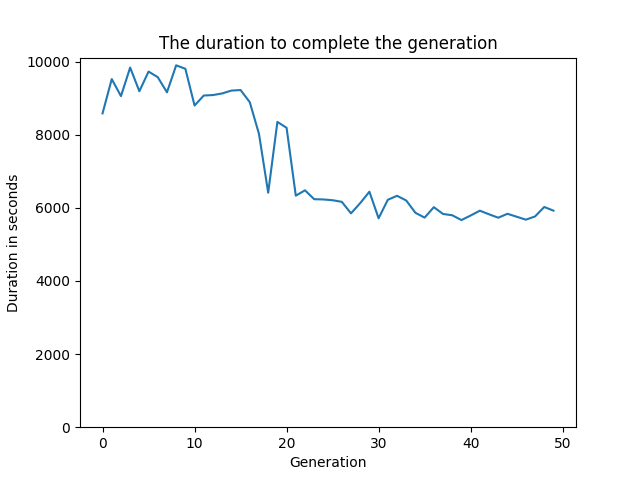 The duration to complete the generation
10000
8000
6000
4000
2000
0
Duration in seconds
0 10 20 30 40 50
Generation